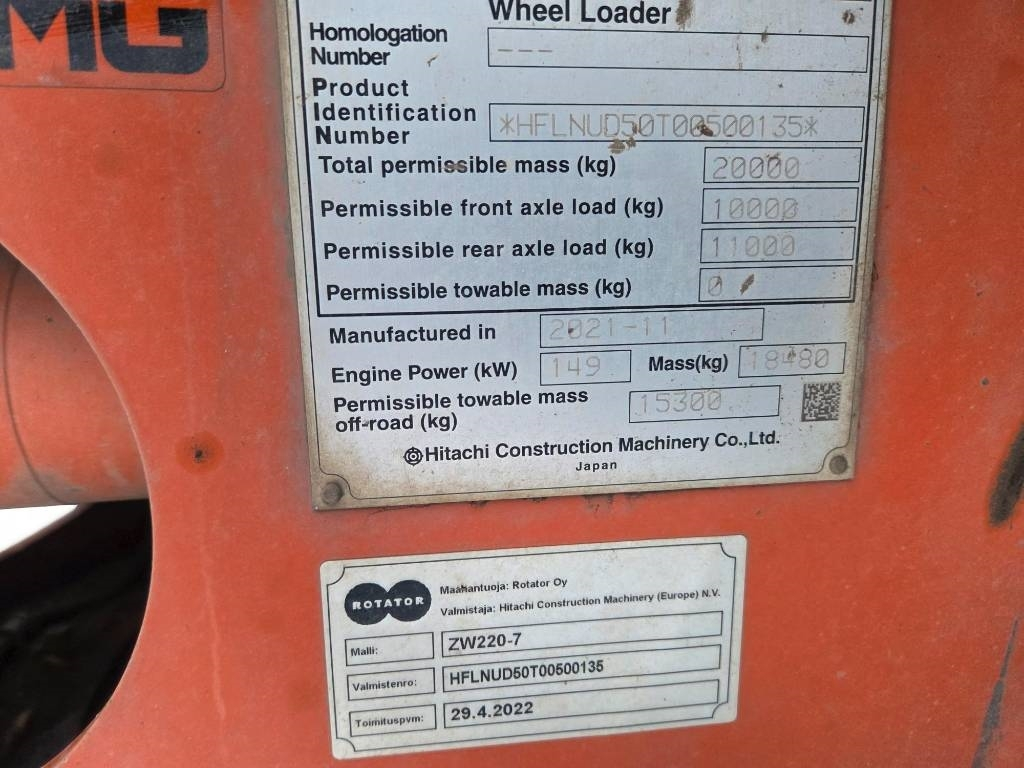 MG
Wheel Loader
Homologation
Number
---
Product
Identification
Number
*HFLNUD50T00500135*
Total permissible mass (kg) 20000
Permissible front axle load (kg) 10000
Permissible rear axle load (kg) 11000
Permissible towable mass (kg) 0
Manufactured in 2021-11
Engine Power (kW) 149 Mass(kg) 18480
Permissible towable mass
off-road (kg) 15300
Hitachi Construction Machinery Co.,Ltd.
Japan
ROTATOR
Maahantuoja: Rotator Oy
Valmistaja: Hitachi Construction Machinery (Europe) N.V.
Malli: ZW220-7
Valmistenro: HFLNUD50T00500135
Toimituspvm: 29.4.2022